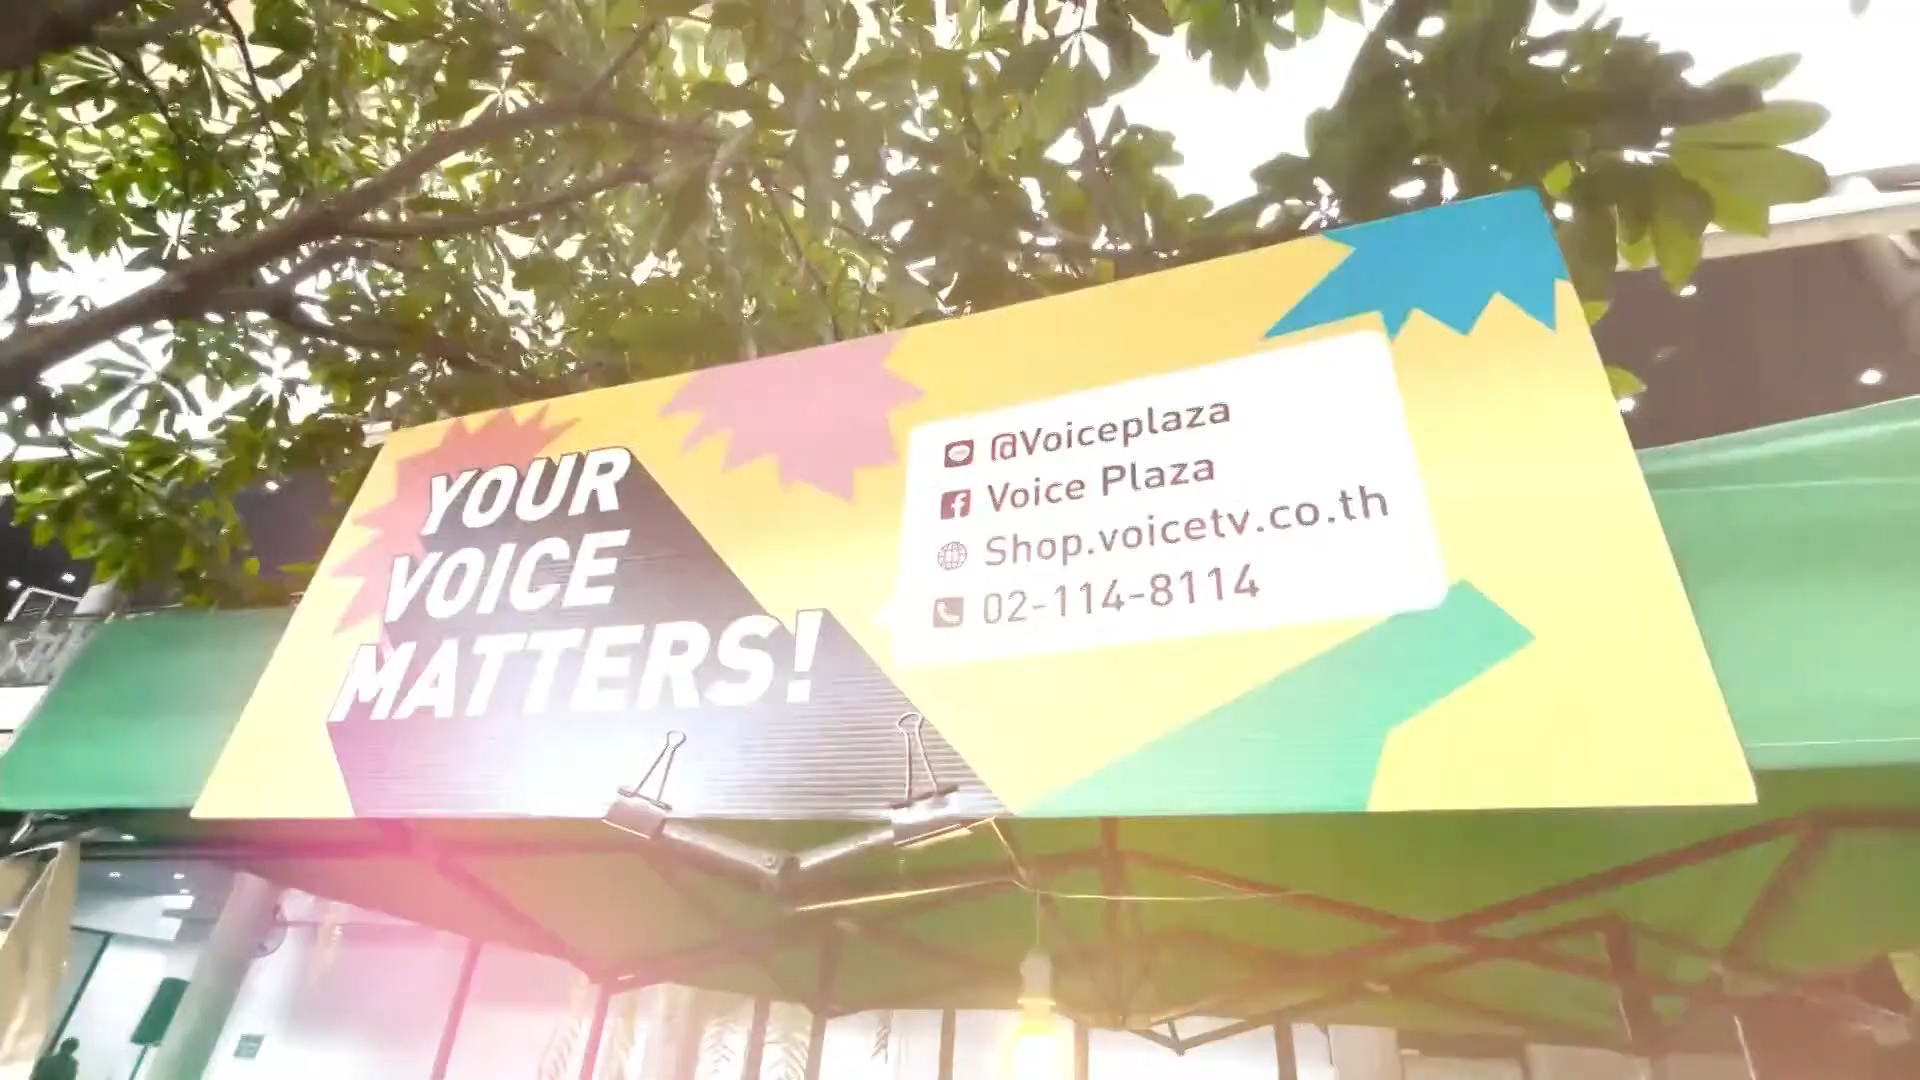 YOUR
VOICE
MATTERS!
@Voiceplaza
Voice Plaza
Shop.voicetv.co.th
02-114-8114